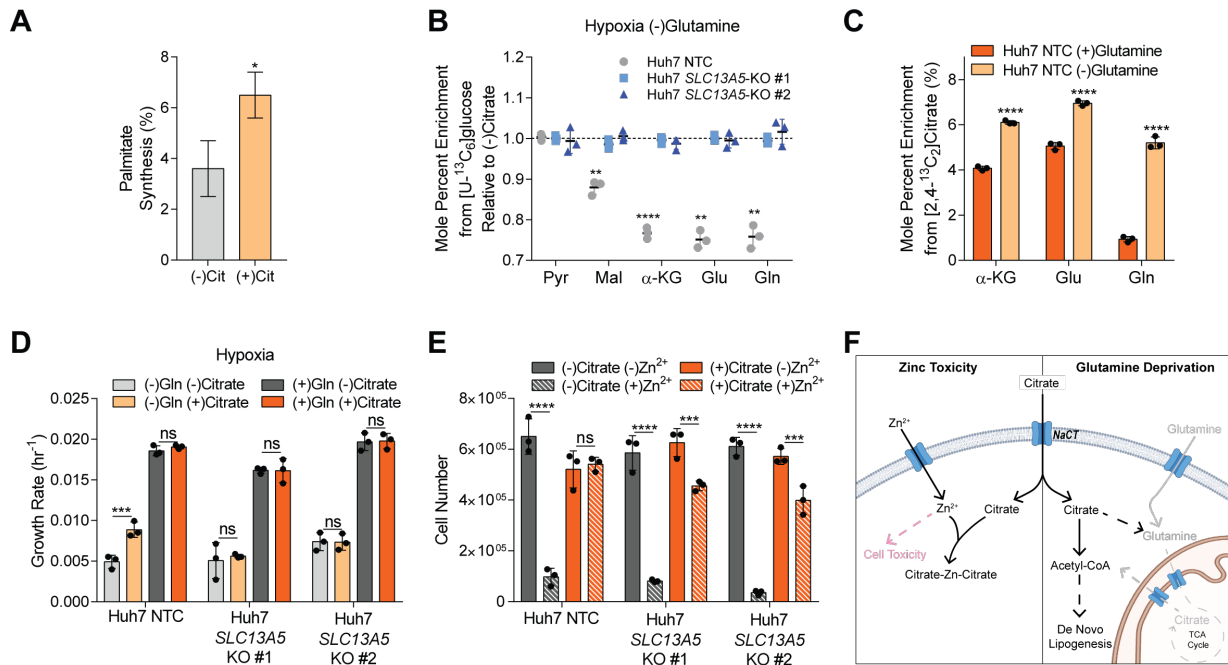 A
Palmitate
Synthesis (%)
8
6
4
2
0
*
(-)Cit
(+)Cit
B
Hypoxia (-)Glutamine
Huh7 NTC
Huh7 SLC13A5-KO #1
Huh7 SLC13A5-KO #2
Mole Percent Enrichment
from [U-¹³C₆]glucose
Relative to (-)Citrate
1.2
1.1
1.0
0.9
0.8
0.7
**
****
**
**
Pyr
Mal
α-KG
Glu
Gln
C
Huh7 NTC (+)Glutamine
Huh7 NTC (-)Glutamine
Mole Percent Enrichment
from [2,4-¹³C₂]Citrate (%)
8
6
4
2
0
****
****
****
α-KG
Glu
Gln
D
Hypoxia
(-)Gln (-)Citrate
(+)Gln (-)Citrate
(-)Gln (+)Citrate
(+)Gln (+)Citrate
Growth Rate (hr⁻¹)
0.025
0.020
0.015
0.010
0.005
0.000
***
ns
ns
ns
ns
ns
Huh7 NTC
Huh7
SLC13A5
KO #1
Huh7
SLC13A5
KO #2
E
(-)Citrate (-)Zn²⁺
(+)Citrate (-)Zn²⁺
(-)Citrate (+)Zn²⁺
(+)Citrate (+)Zn²⁺
Cell Number
8×10⁰⁵
6×10⁰⁵
4×10⁰⁵
2×10⁰⁵
0
****
ns
****
***
****
***
Huh7 NTC
Huh7
SLC13A5
KO #1
Huh7
SLC13A5
KO #2
F
Zinc Toxicity
Glutamine Deprivation
Citrate
Zn²⁺
NaCT
Glutamine
Zn²⁺
Citrate
Citrate
Glutamine
Cell Toxicity
Citrate-Zn-Citrate
Acetyl-CoA
De Novo
Lipogenesis
Citrate
TCA
Cycle